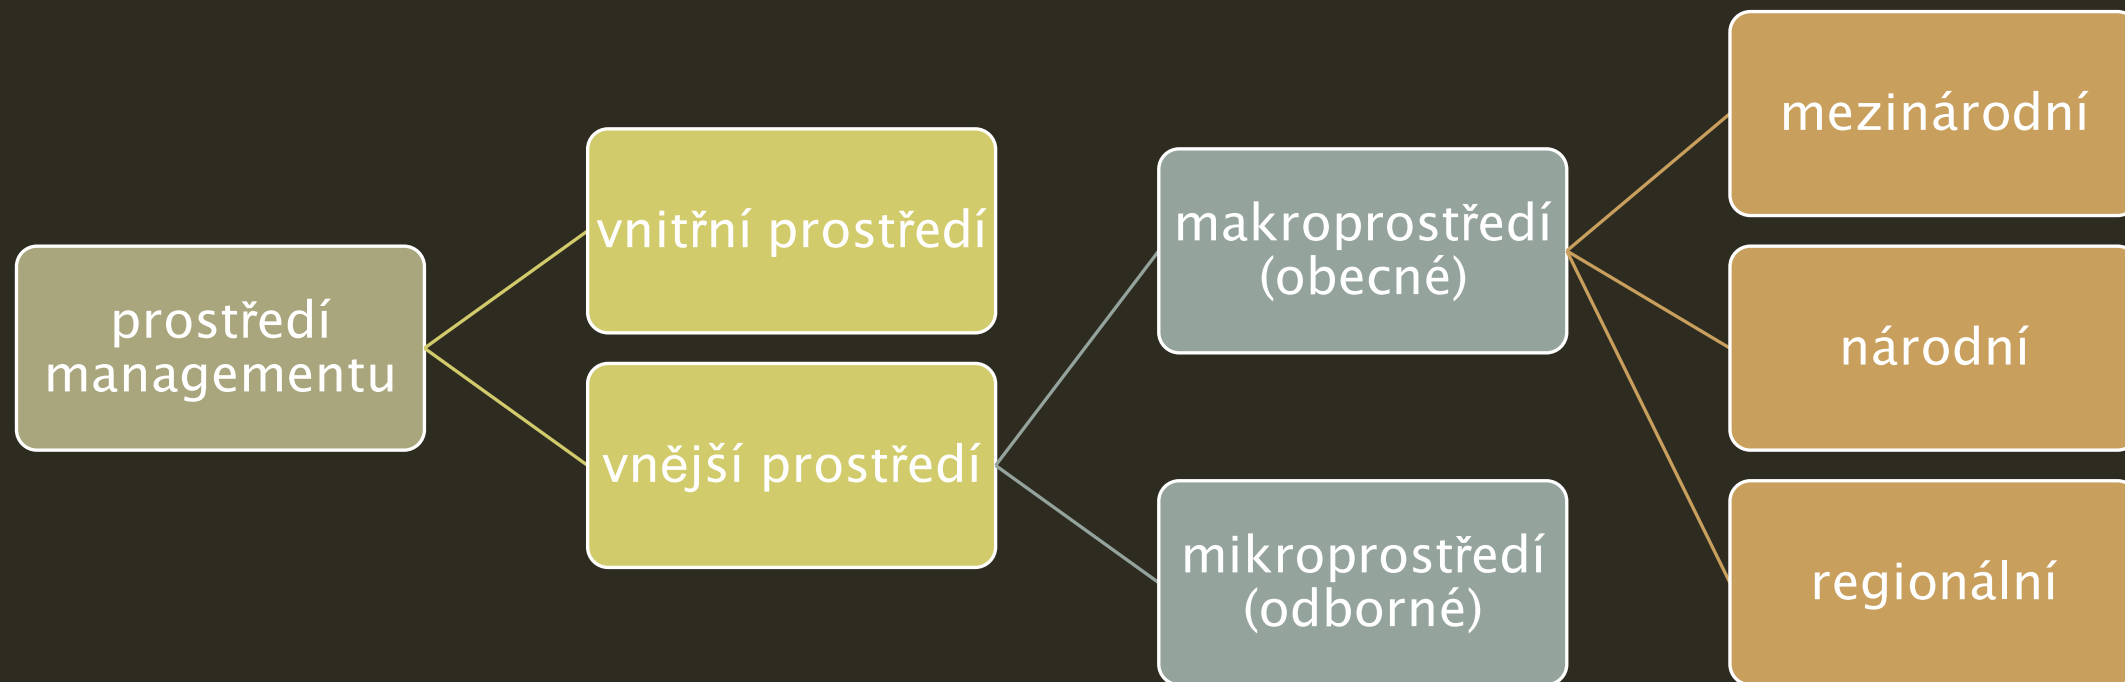 prostředí
managementu
vnitřní prostředí
vnější prostředí
makroprostředí
(obecné)
mikroprostředí
(odborné)
mezinárodní
národní
regionální